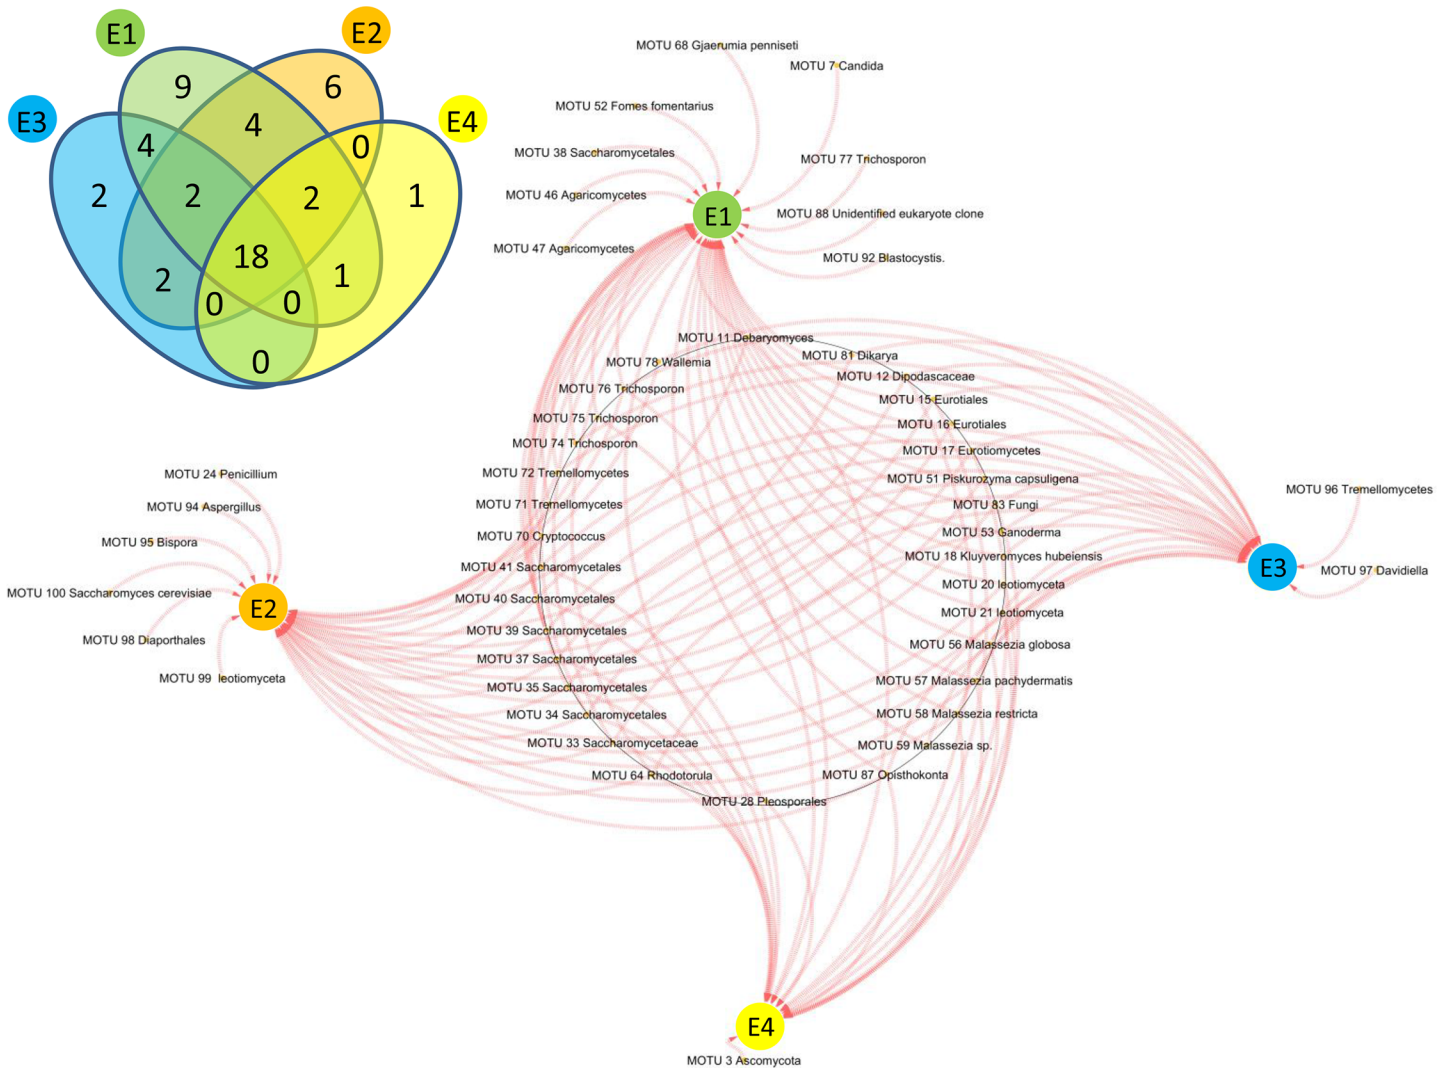 E1
E2
E3
E4
9
6
4
4
0
2
2
2
1
2
18
2
0
0
1
0
MOTU 68 Gjaerumia penniseti
MOTU 7 Candida
MOTU 52 Fomes fomentarius
MOTU 38 Saccharomycetales
MOTU 77 Trichosporon
MOTU 46 Agaricomycetes
MOTU 88 Unidentified eukaryote clone
MOTU 47 Agaricomycetes
MOTU 92 Blastocystis.
E1
MOTU 11 Debaryomyces
MOTU 81 Dikarya
MOTU 78 Wallemia
MOTU 12 Dipodascaceae
MOTU 76 Trichosporon
MOTU 15 Eurotiales
MOTU 75 Trichosporon
MOTU 16 Eurotiales
MOTU 74 Trichosporon
MOTU 17 Eurotiomycetes
MOTU 72 Tremellomycetes
MOTU 51 Piskurozyma capsuligena
MOTU 71 Tremellomycetes
MOTU 83 Fungi
MOTU 70 Cryptococcus
MOTU 53 Ganoderma
MOTU 41 Saccharomycetales
MOTU 18 Kluyveromyces hubeiensis
MOTU 40 Saccharomycetales
MOTU 20 leotiomyceta
MOTU 39 Saccharomycetales
MOTU 21 leotiomyceta
MOTU 37 Saccharomycetales
MOTU 56 Malassezia globosa
MOTU 35 Saccharomycetales
MOTU 57 Malassezia pachydermatis
MOTU 34 Saccharomycetales
MOTU 58 Malassezia restricta
MOTU 33 Saccharomycetaceae
MOTU 59 Malassezia sp.
MOTU 64 Rhodotorula
MOTU 87 Opisthokonta
MOTU 28 Pleosporales
MOTU 24 Penicillium
MOTU 94 Aspergillus
MOTU 95 Bispora
MOTU 100 Saccharomyces cerevisiae
MOTU 98 Diaporthales
MOTU 99 leotiomyceta
E2
MOTU 96 Tremellomycetes
MOTU 97 Davidiella
E3
E4
MOTU 3 Ascomycota